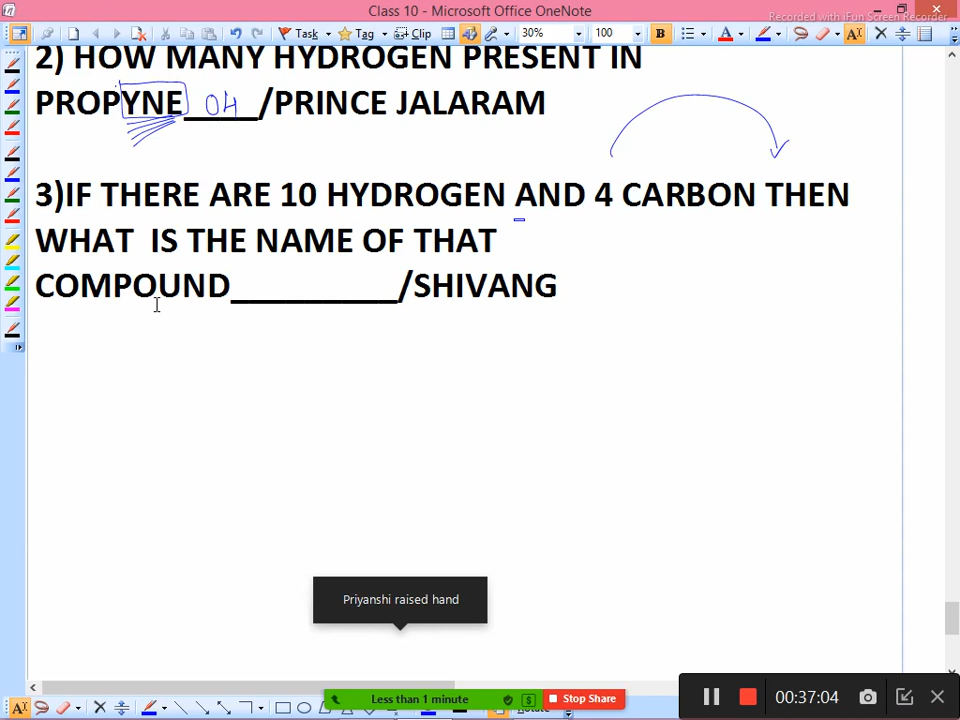 Class 10 - Microsoft Office OneNote
Recorded with iFun Screen Recorder
Task Tag Clip 30% 100 B A A
2) HOW MANY HYDROGEN PRESENT IN
PROPYNE 04 /PRINCE JALARAM
3)IF THERE ARE 10 HYDROGEN AND 4 CARBON THEN
WHAT IS THE NAME OF THAT
COMPOUND__________/SHIVANG
Priyanshi raised hand
Less than 1 minute Stop Share
00:37:04